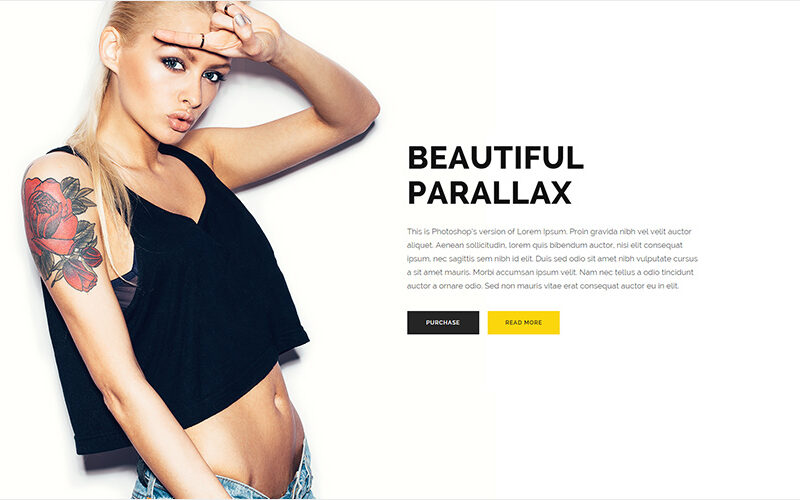 BEAUTIFUL
PARALLAX
This is Photoshop's version of Lorem Ipsum. Proin gravida nibh vel velit auctor
aliquet. Aenean sollicitudin, lorem quis bibendum auctor, nisi elit consequat
ipsum, nec sagittis sem nibh id elit. Duis sed odio sit amet nibh vulputate cursus
a sit amet mauris. Morbi accumsan ipsum velit. Nam nec tellus a odio tincidunt
auctor a ornare odio. Sed non mauris vitae erat consequat auctor eu in elit.
PURCHASE
READ MORE